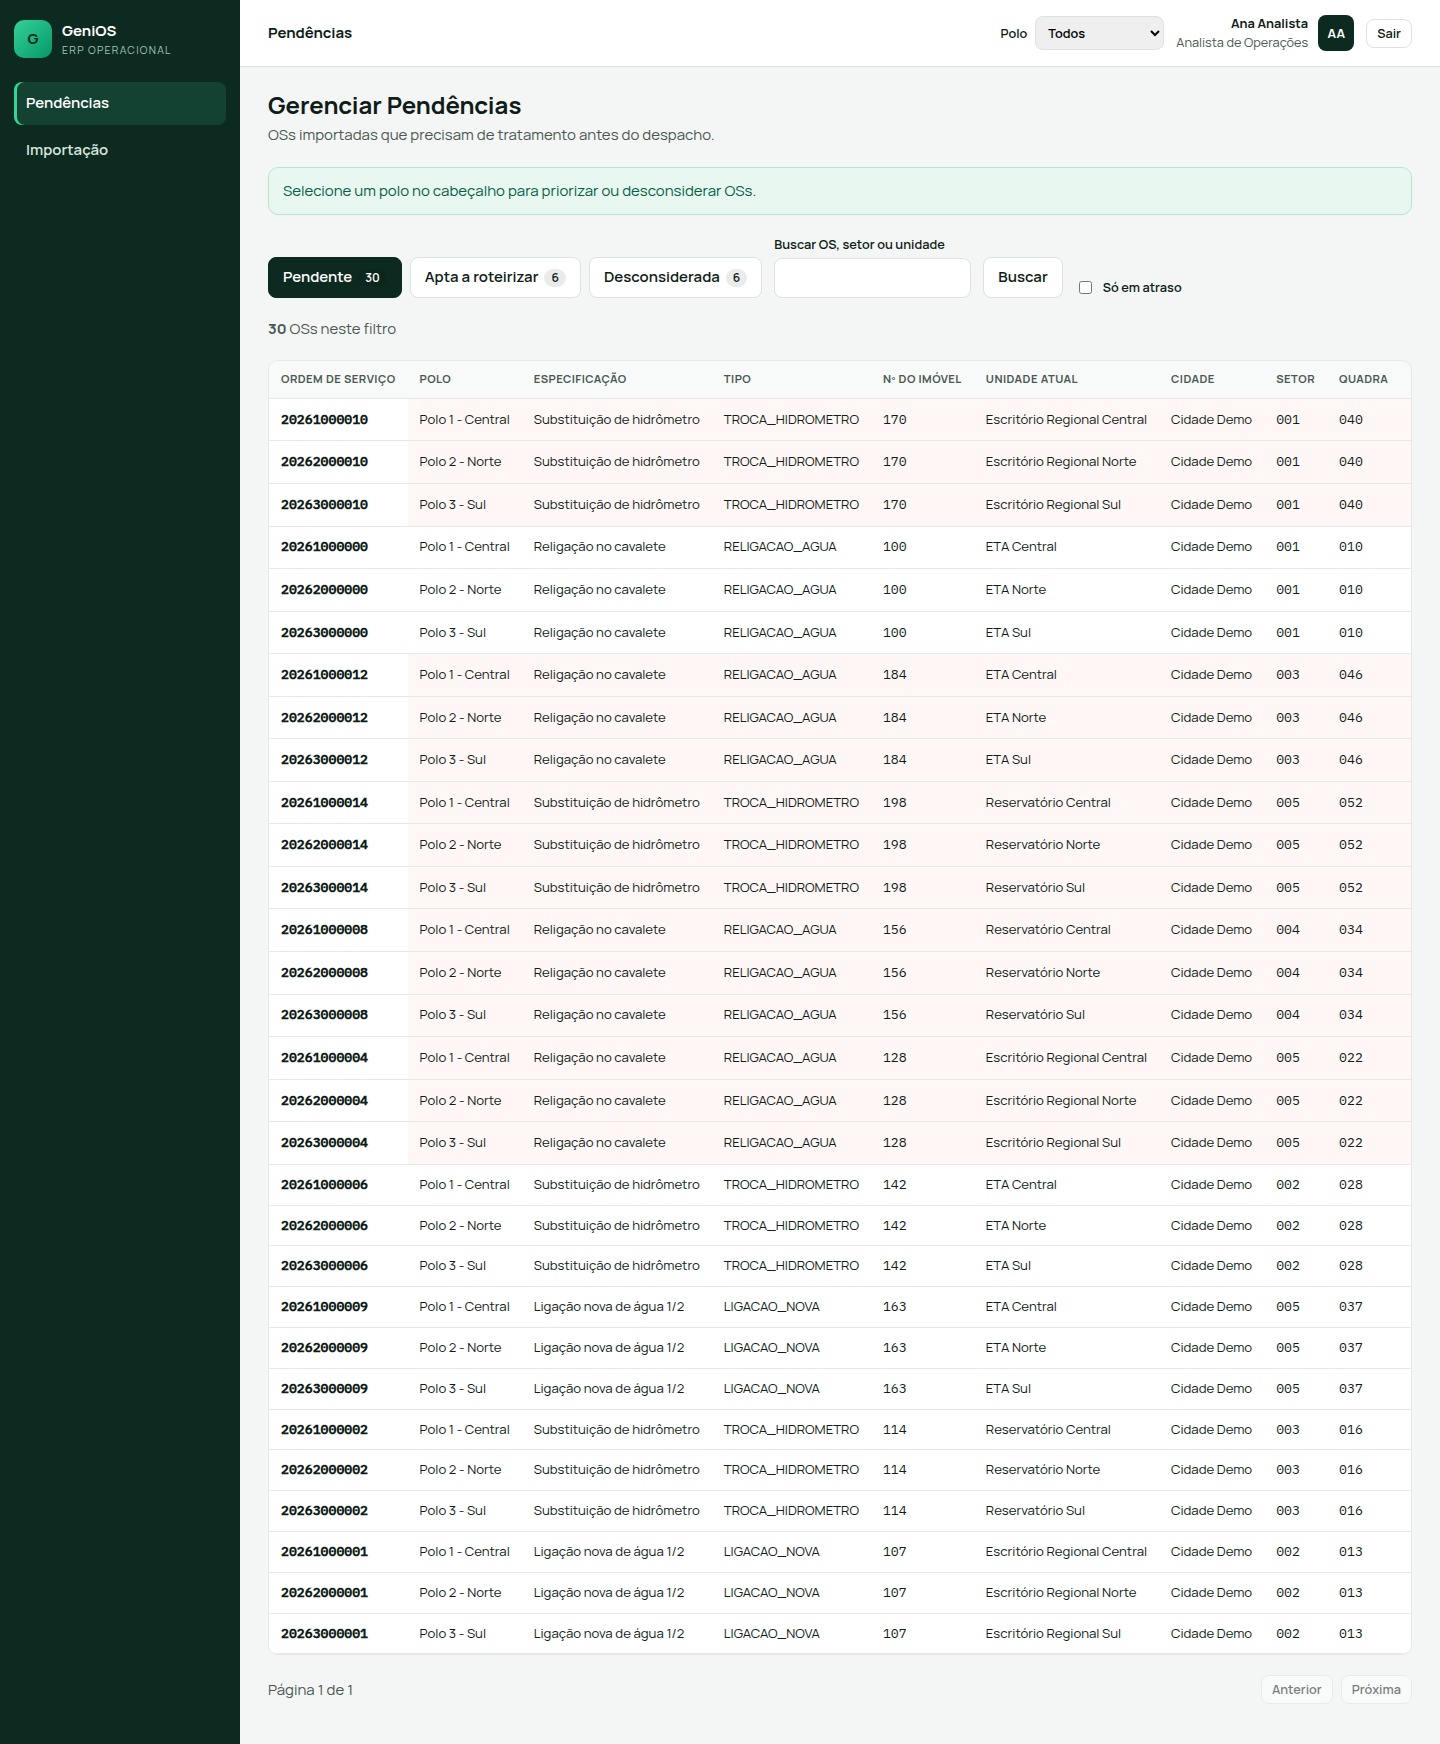 G
GeniOS
ERP OPERACIONAL
Pendências
Importação
Pendências
Polo Todos
Ana Analista
Analista de Operações
AA
Sair
Gerenciar Pendências
OSs importadas que precisam de tratamento antes do despacho.
Selecione um polo no cabeçalho para priorizar ou desconsiderar OSs.
Buscar OS, setor ou unidade
Pendente 30 Apta a roteirizar 6 Desconsiderada 6 Buscar Só em atraso
30 OSs neste filtro
ORDEM DE SERVIÇO POLO ESPECIFICAÇÃO TIPO Nº DO IMÓVEL UNIDADE ATUAL CIDADE SETOR QUADRA
20261000010 Polo 1 - Central Substituição de hidrômetro TROCA_HIDROMETRO 170 Escritório Regional Central Cidade Demo 001 040
20262000010 Polo 2 - Norte Substituição de hidrômetro TROCA_HIDROMETRO 170 Escritório Regional Norte Cidade Demo 001 040
20263000010 Polo 3 - Sul Substituição de hidrômetro TROCA_HIDROMETRO 170 Escritório Regional Sul Cidade Demo 001 040
20261000000 Polo 1 - Central Religação no cavalete RELIGACAO_AGUA 100 ETA Central Cidade Demo 001 010
20262000000 Polo 2 - Norte Religação no cavalete RELIGACAO_AGUA 100 ETA Norte Cidade Demo 001 010
20263000000 Polo 3 - Sul Religação no cavalete RELIGACAO_AGUA 100 ETA Sul Cidade Demo 001 010
20261000012 Polo 1 - Central Religação no cavalete RELIGACAO_AGUA 184 ETA Central Cidade Demo 003 046
20262000012 Polo 2 - Norte Religação no cavalete RELIGACAO_AGUA 184 ETA Norte Cidade Demo 003 046
20263000012 Polo 3 - Sul Religação no cavalete RELIGACAO_AGUA 184 ETA Sul Cidade Demo 003 046
20261000014 Polo 1 - Central Substituição de hidrômetro TROCA_HIDROMETRO 198 Reservatório Central Cidade Demo 005 052
20262000014 Polo 2 - Norte Substituição de hidrômetro TROCA_HIDROMETRO 198 Reservatório Norte Cidade Demo 005 052
20263000014 Polo 3 - Sul Substituição de hidrômetro TROCA_HIDROMETRO 198 Reservatório Sul Cidade Demo 005 052
20261000008 Polo 1 - Central Religação no cavalete RELIGACAO_AGUA 156 Reservatório Central Cidade Demo 004 034
20262000008 Polo 2 - Norte Religação no cavalete RELIGACAO_AGUA 156 Reservatório Norte Cidade Demo 004 034
20263000008 Polo 3 - Sul Religação no cavalete RELIGACAO_AGUA 156 Reservatório Sul Cidade Demo 004 034
20261000004 Polo 1 - Central Religação no cavalete RELIGACAO_AGUA 128 Escritório Regional Central Cidade Demo 005 022
20262000004 Polo 2 - Norte Religação no cavalete RELIGACAO_AGUA 128 Escritório Regional Norte Cidade Demo 005 022
20263000004 Polo 3 - Sul Religação no cavalete RELIGACAO_AGUA 128 Escritório Regional Sul Cidade Demo 005 022
20261000006 Polo 1 - Central Substituição de hidrômetro TROCA_HIDROMETRO 142 ETA Central Cidade Demo 002 028
20262000006 Polo 2 - Norte Substituição de hidrômetro TROCA_HIDROMETRO 142 ETA Norte Cidade Demo 002 028
20263000006 Polo 3 - Sul Substituição de hidrômetro TROCA_HIDROMETRO 142 ETA Sul Cidade Demo 002 028
20261000009 Polo 1 - Central Ligação nova de água 1/2 LIGACAO_NOVA 163 ETA Central Cidade Demo 005 037
20262000009 Polo 2 - Norte Ligação nova de água 1/2 LIGACAO_NOVA 163 ETA Norte Cidade Demo 005 037
20263000009 Polo 3 - Sul Ligação nova de água 1/2 LIGACAO_NOVA 163 ETA Sul Cidade Demo 005 037
20261000002 Polo 1 - Central Substituição de hidrômetro TROCA_HIDROMETRO 114 Reservatório Central Cidade Demo 003 016
20262000002 Polo 2 - Norte Substituição de hidrômetro TROCA_HIDROMETRO 114 Reservatório Norte Cidade Demo 003 016
20263000002 Polo 3 - Sul Substituição de hidrômetro TROCA_HIDROMETRO 114 Reservatório Sul Cidade Demo 003 016
20261000001 Polo 1 - Central Ligação nova de água 1/2 LIGACAO_NOVA 107 Escritório Regional Central Cidade Demo 002 013
20262000001 Polo 2 - Norte Ligação nova de água 1/2 LIGACAO_NOVA 107 Escritório Regional Norte Cidade Demo 002 013
20263000001 Polo 3 - Sul Ligação nova de água 1/2 LIGACAO_NOVA 107 Escritório Regional Sul Cidade Demo 002 013
Página 1 de 1 Anterior Próxima